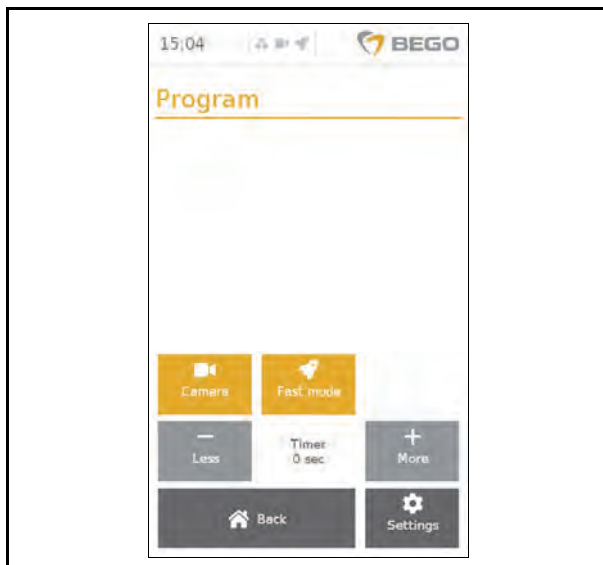 15:04
BEGO
Program
Camera
Fast mode
Less
Timer
0 sec
More
Back
Settings